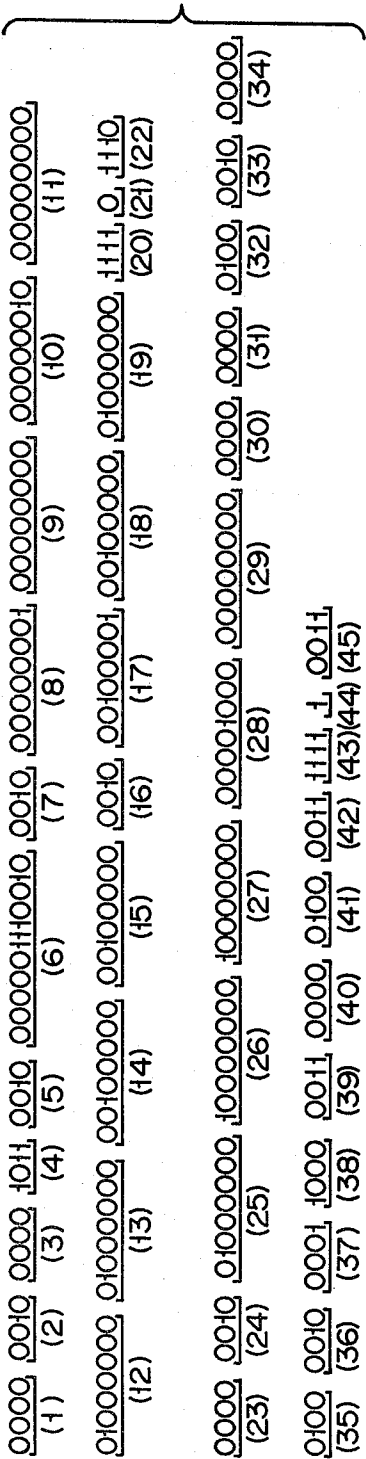 0000, 0010, 0000, 1011, 0010, 000001110010, 0010, 00000001, 00000000, 00000010, 00000000,
(1) (2) (3) (4) (5) (6) (7) (8) (9) (10) (11)
01000000, 01000000, 00100000, 00100000, 0010, 00100001, 00100000, 01000000, 1111, 0, 1110,
(12) (13) (14) (15) (16) (17) (18) (19) (20) (21) (22)
0000, 0010, 01000000, 10000000, 10000000, 00001000, 00000000, 0000, 0000, 0100, 0010, 0000,
(23) (24) (25) (26) (27) (28) (29) (30) (31) (32) (33) (34)
0100, 0010, 0001, 1000, 0011, 0000, 0100, 0011, 1111, 1, 0011,
(35) (36) (37) (38) (39) (40) (41) (42) (43) (44) (45)